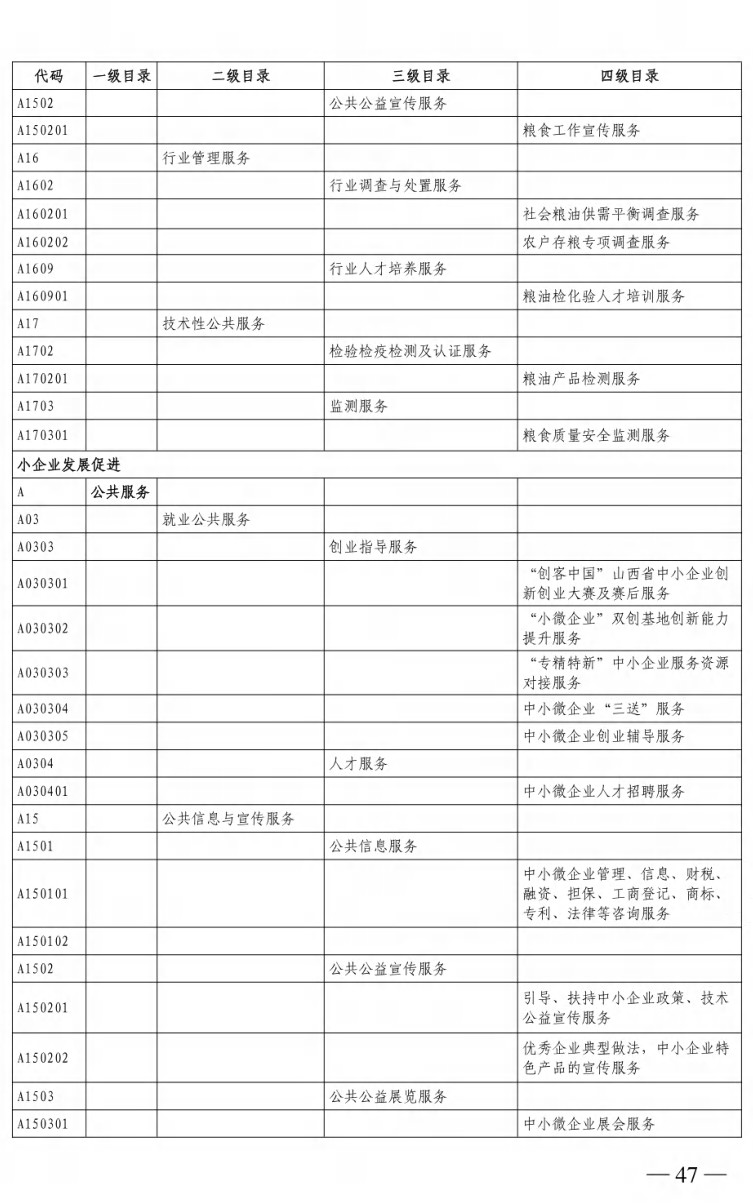 代码 一级目录 二级目录 三级目录 四级目录
A1502 公共公益宣传服务
A150201 粮食工作宣传服务
A16 行业管理服务
A1602 行业调查与处置服务
A160201 社会粮油供需平衡调查服务
A160202 农户存粮专项调查服务
A1609 行业人才培养服务
A160901 粮油检化验人才培训服务
A17 技术性公共服务
A1702 检验检疫检测及认证服务
A170201 粮油产品检测服务
A1703 监测服务
A170301 粮食质量安全监测服务
小企业发展促进
A 公共服务
A03 就业公共服务
A0303 创业指导服务
A030301 “创客中国”山西省中小企业创
新创业大赛及赛后服务
A030302 “小微企业”双创基地创新能力
提升服务
A030303 “专精特新”中小企业服务资源
对接服务
A030304 中小微企业“三送”服务
A030305 中小微企业创业辅导服务
A0304 人才服务
A030401 中小微企业人才招聘服务
A15 公共信息与宣传服务
A1501 公共信息服务
A150101 中小微企业管理、信息、财税、
融资、担保、工商登记、商标、
专利、法律等咨询服务
A150102
A1502 公共公益宣传服务
A150201 引导、扶持中小企业政策、技术
公益宣传服务
A150202 优秀企业典型做法，中小企业特
色产品的宣传服务
A1503 公共公益展览服务
A150301 中小微企业展会服务
— 47 —